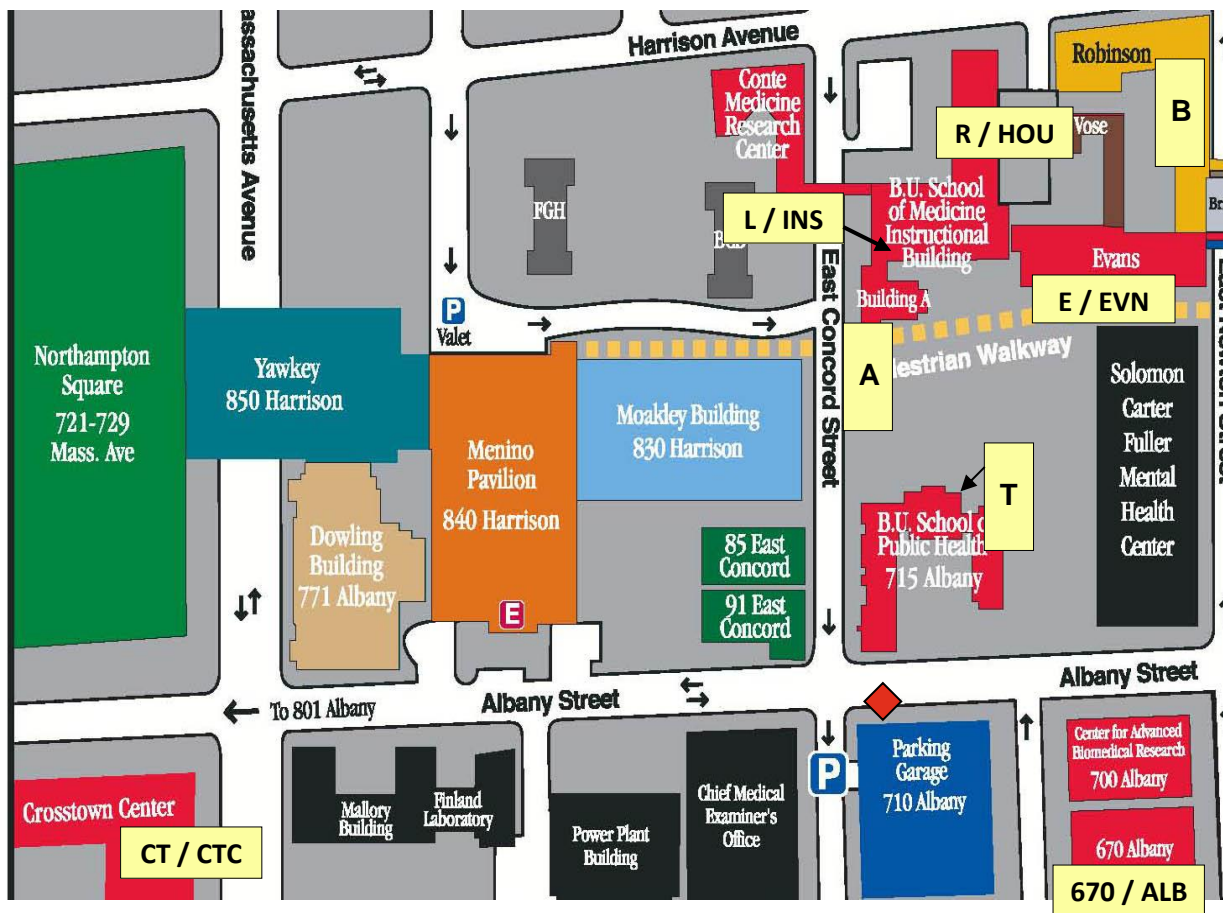 Harrison Avenue
assachusetts Avenue
Conte
Medicine
Research
Center
Robinson
B
R / HOU
Vose
FGH
L / INS
B.U. School
of Medicine
Instructional
Building
Br
Evans
E / EVN
Building A
East Concord Street
P
Valet
A
destrian Walkway
Northampton
Square
721-729
Mass. Ave
Yawkey
850 Harrison
Menino
Pavilion
840 Harrison
Moakley Building
830 Harrison
Solomon
Carter
Fuller
Mental
Health
Center
T
B.U. School
Public Health
715 Albany
Dowling
Building
771 Albany
85 East
Concord
91 East
Concord
E
Albany Street
Albany Street
To 801 Albany
Crosstown Center
CT / CTC
Mallory
Building
Finland
Laboratory
Power Plant
Building
Chief Medical
Examiner's
Office
P
Parking
Garage
710 Albany
Center for Advanced
Biomedical Research
700 Albany
670 Albany
670 / ALB